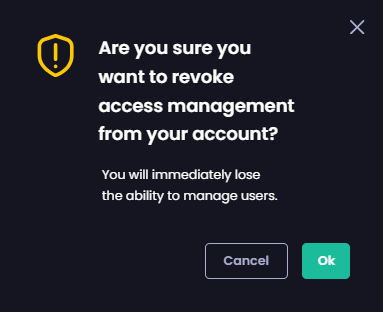 Are you sure you
want to revoke
access management
from your account?
You will immediately lose
the ability to manage users.
Cancel
Ok